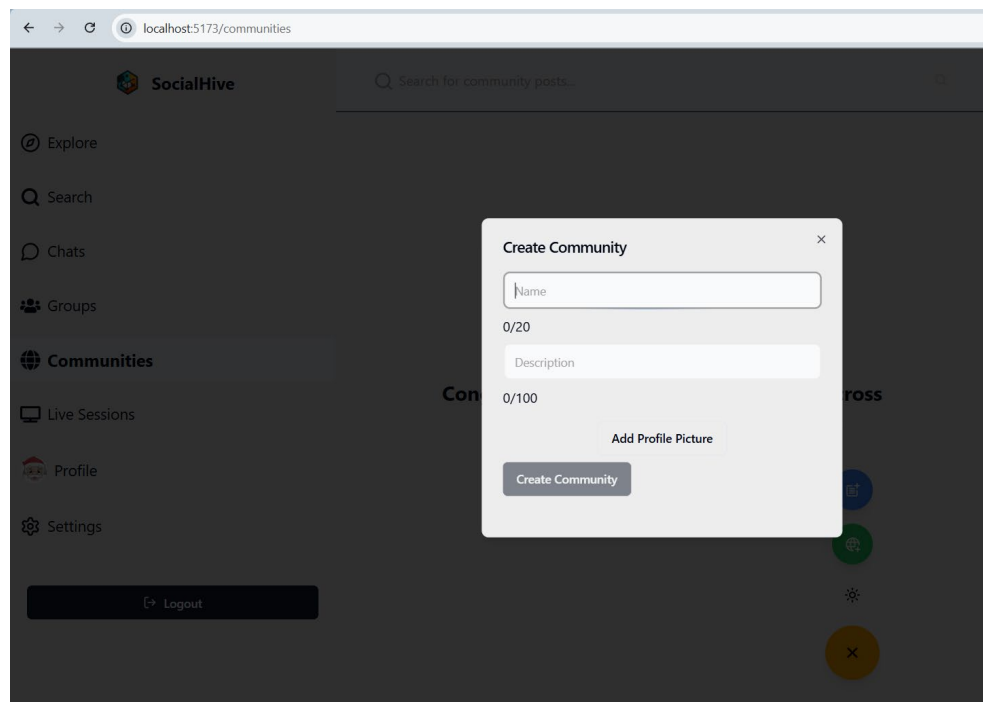 localhost:5173/communities
SocialHive
Search for community posts...
Explore
Search
Chats
Groups
Communities
Live Sessions
Profile
Settings
Logout
Create Community
Name
0/20
Description
0/100
Add Profile Picture
Create Community